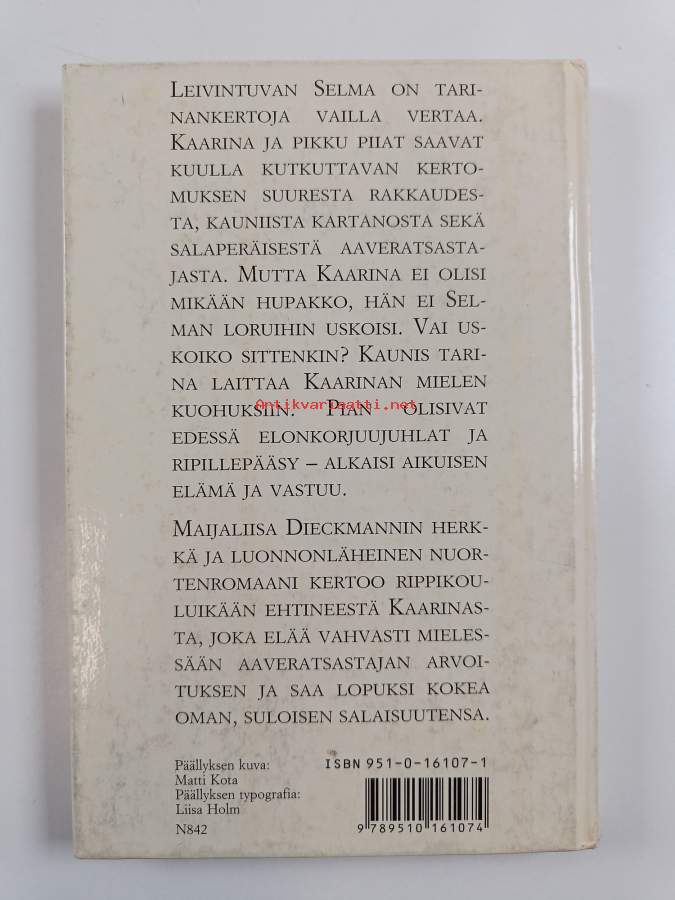 LEIVINTUVAN SELMA ON TARI-
NANKERTOJA VAILLA VERTAA.
KAARINA JA PIKKU PIIAT SAAVAT
KUULLA KUTKUTTAVAN KERTO-
MUKSEN SUURESTA RAKKAUDES-
TA, KAUNIISTA KARTANOSTA SEKÄ
SALAPERÄISESTÄ AAVERATSASTA-
JASTA. MUTTA KAARINA EI OLISI
MIKÄÄN HUPAKKO, HÄN EI SEL-
MAN LORUIHIN USKOISI. VAI US-
KOIKO SITTENKIN? KAUNIS TARI-
NA LAITTAA KAARINAN MIELEN
Antikvariaatti.net
KUOHUKSIIN. PIAN OLISIVAT
EDESSÄ ELONKORJUUJUHLAT JA
RIPILLEPÄÄSY – ALKAISI AIKUISEN
ELÄMÄ JA VASTUU.
MAIJALIISA DIECKMANNIN HERK-
KÄ JA LUONNONLÄHEINEN NUOR-
TENROMAANI KERTOO RIPPIKOU-
LUIKÄÄN EHTINEESTÄ KAARINAS-
TA, JOKA ELÄÄ VAHVASTI MIELES-
SÄÄN AAVERATSASTAJAN ARVOI-
TUKSEN JA SAA LOPUKSI KOKEA
OMAN, SULOISEN SALAISUUTENSA.
Päällyksen kuva:
Matti Kota
Päällyksen typografia:
Liisa Holm
N842
ISBN 951-0-16107-1
9 789510 161074